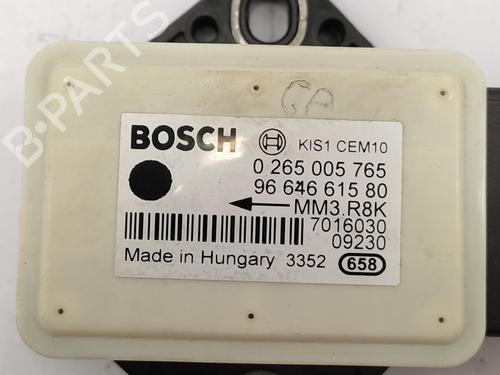 B-PARTS
CP
BOSCH KIS1 CEM10
0 265 005 765
96 646 615 80
MM3.R8K
7016030
09230
Made in Hungary 3352 658